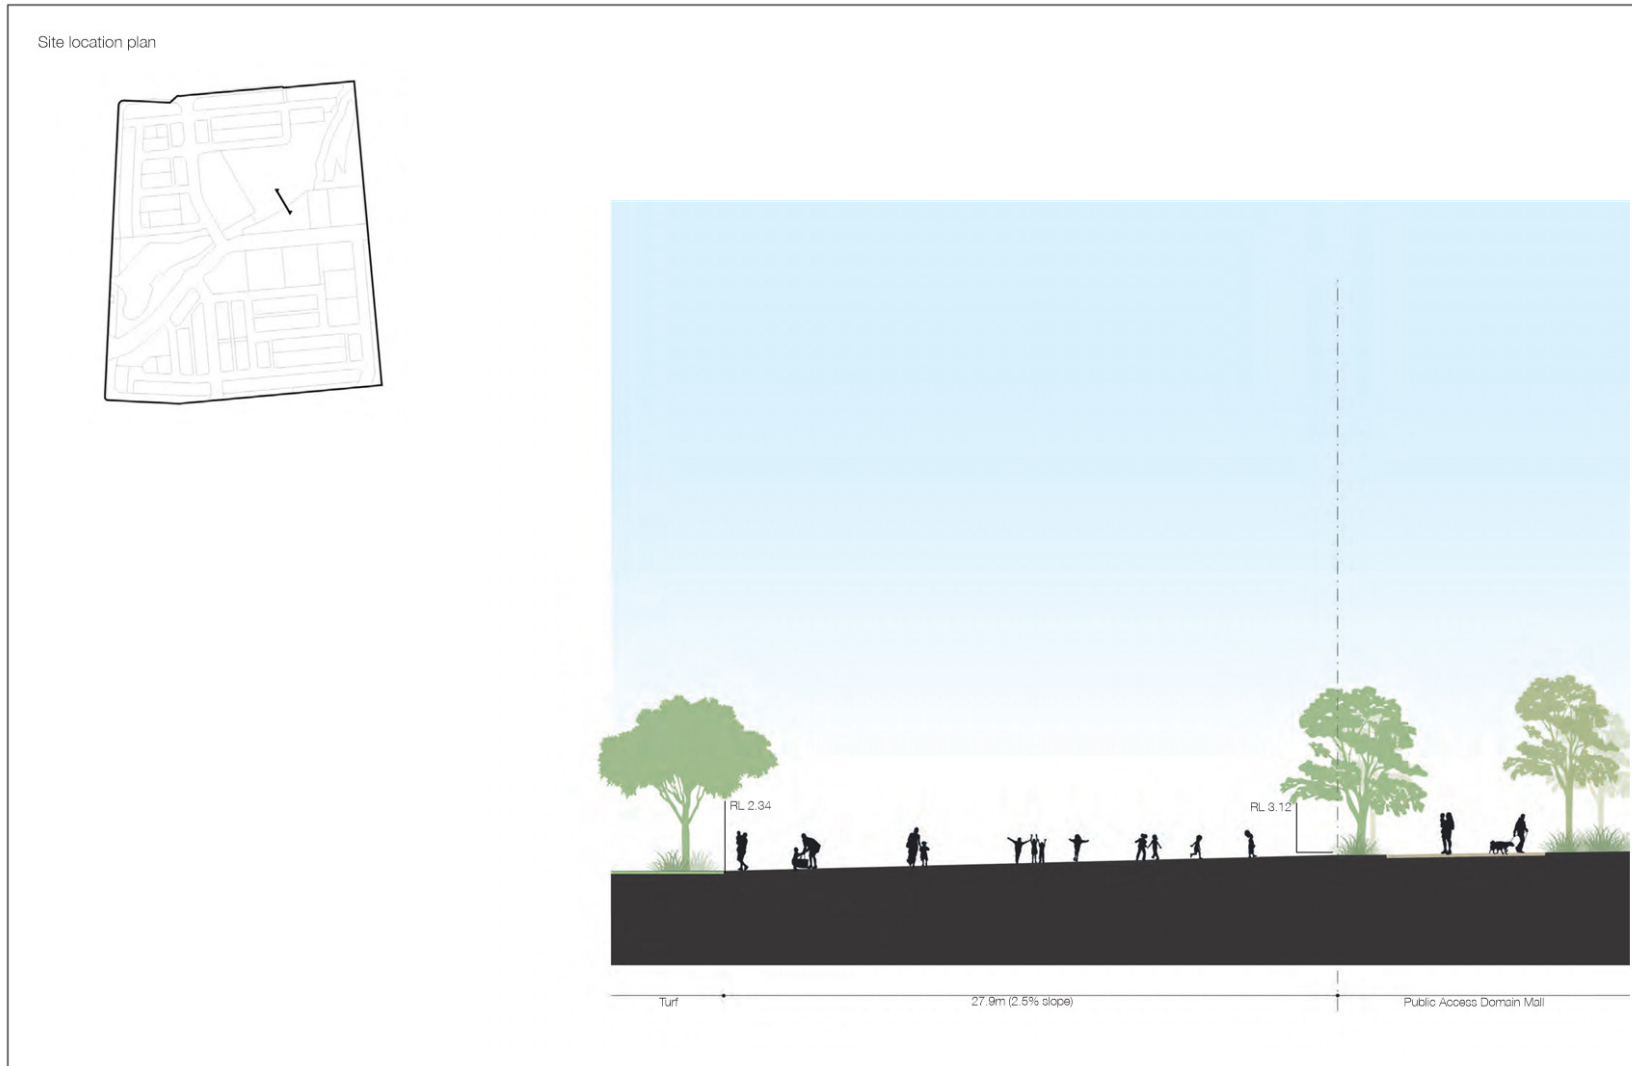 Site location plan
RL 2.34
RL 3.12
Turf
27.9m (2.5% slope)
Public Access Domain Mall